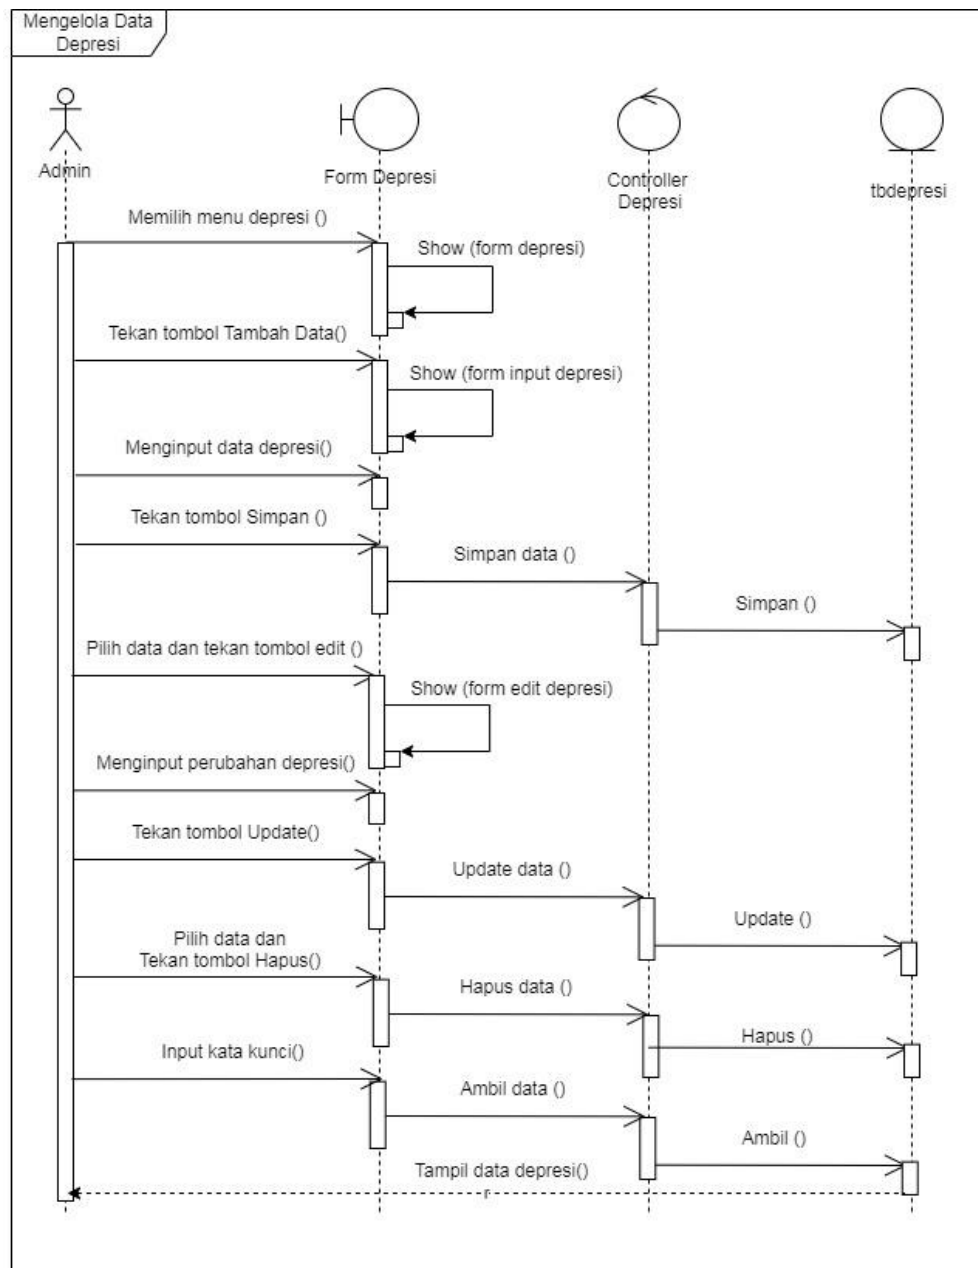 Mengelola Data
Depresi
Admin
Form Depresi
Controller
Depresi
tbdepresi
Memilih menu depresi ()
Show (form depresi)
Tekan tombol Tambah Data()
Show (form input depresi)
Menginput data depresi()
Tekan tombol Simpan ()
Simpan data ()
Simpan ()
Pilih data dan tekan tombol edit ()
Show (form edit depresi)
Menginput perubahan depresi()
Tekan tombol Update()
Update data ()
Update ()
Pilih data dan
Tekan tombol Hapus()
Hapus data ()
Hapus ()
Input kata kunci()
Ambil data ()
Ambil ()
Tampil data depresi()
r